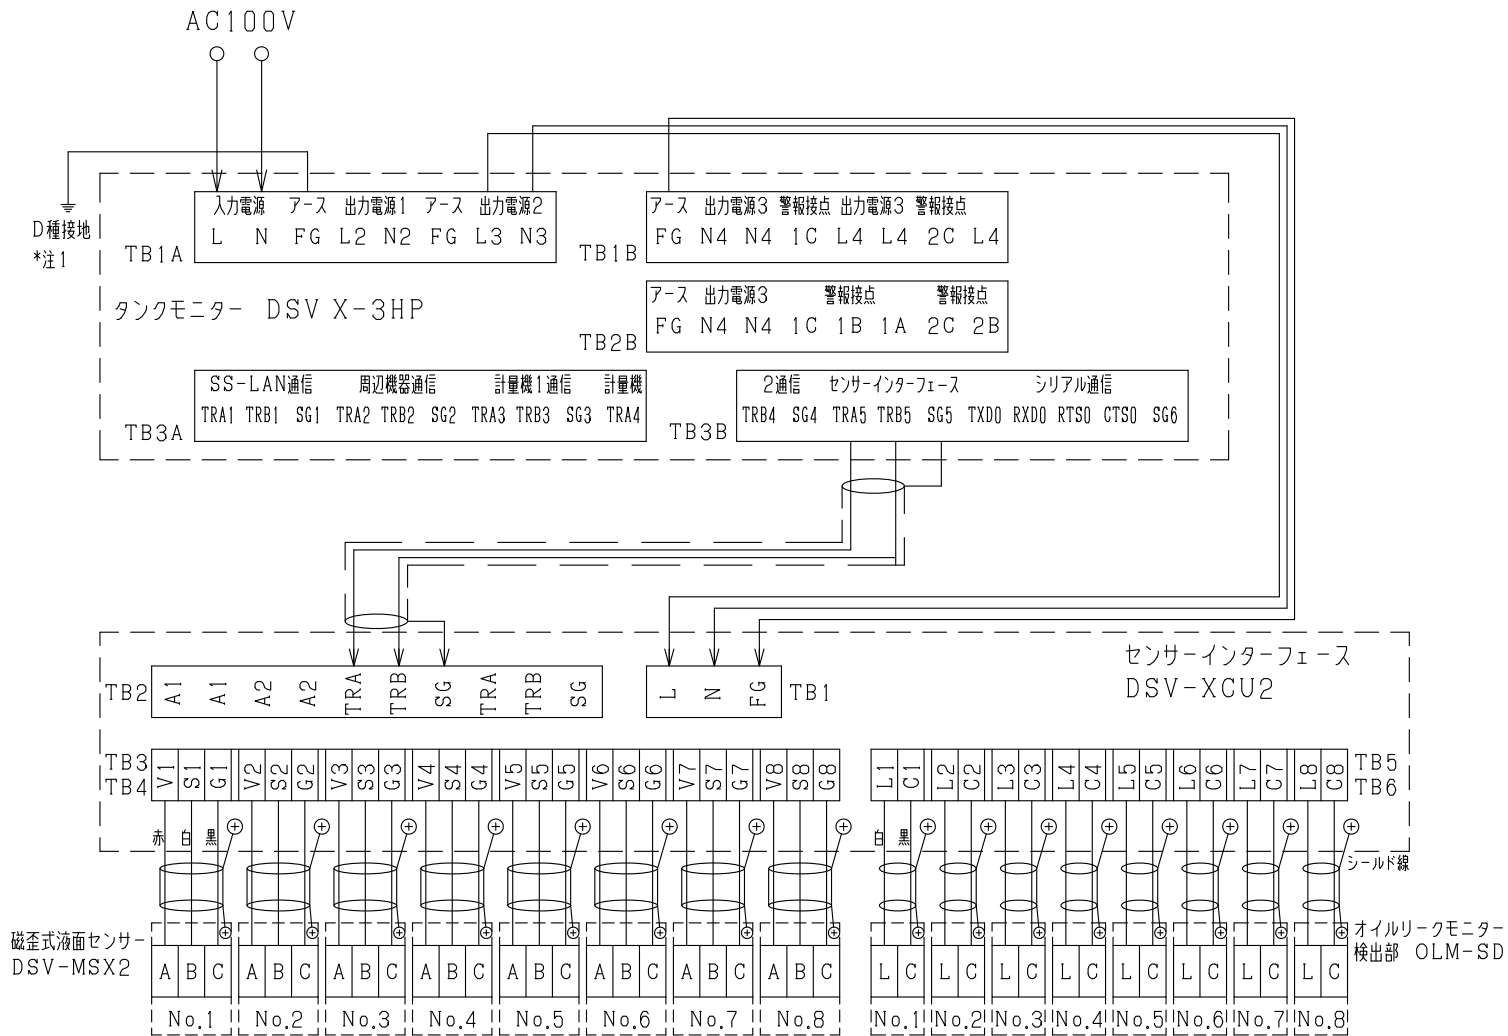 AC100V
入力電源 アース 出力電源1 アース 出力電源2
L N FG L2 N2 FG L3 N3
TB1A
アース 出力電源3 警報接点 出力電源3 警報接点
FG N4 N4 1C L4 L4 2C L4
TB1B
D種接地
*注1
タンクモニター DSV X-3HP
アース 出力電源3 警報接点 警報接点
FG N4 N4 1C 1B 1A 2C 2B
TB2B
SS-LAN通信 周辺機器通信 計量機1通信 計量機
TRA1 TRB1 SG1 TRA2 TRB2 SG2 TRA3 TRB3 SG3 TRA4
TB3A
2通信 センサーインターフェース シリアル通信
TRB4 SG4 TRA5 TRB5 SG5 TXD0 RXD0 RTS0 CTS0 SG6
TB3B
センサーインターフェース
DSV-XCU2
TB2 A1 A1 A2 A2 TRA TRB SG TRA TRB SG
L N FG TB1
TB3
TB4
V1 S1 G1 V2 S2 G2 V3 S3 G3 V4 S4 G4 V5 S5 G5 V6 S6 G6 V7 S7 G7 V8 S8 G8
L1 C1 L2 C2 L3 C3 L4 C4 L5 C5 L6 C6 L7 C7 L8 C8
TB5
TB6
赤 白 黒
白 黒
シールド線
磁歪式液面センサー
DSV-MSX2
A B C A B C A B C A B C A B C A B C A B C A B C
No.1 No.2 No.3 No.4 No.5 No.6 No.7 No.8
L C L C L C L C L C L C L C L C
No.1 No.2 No.3 No.4 No.5 No.6 No.7 No.8
オイルリークモニター
検出部 OLM-SD